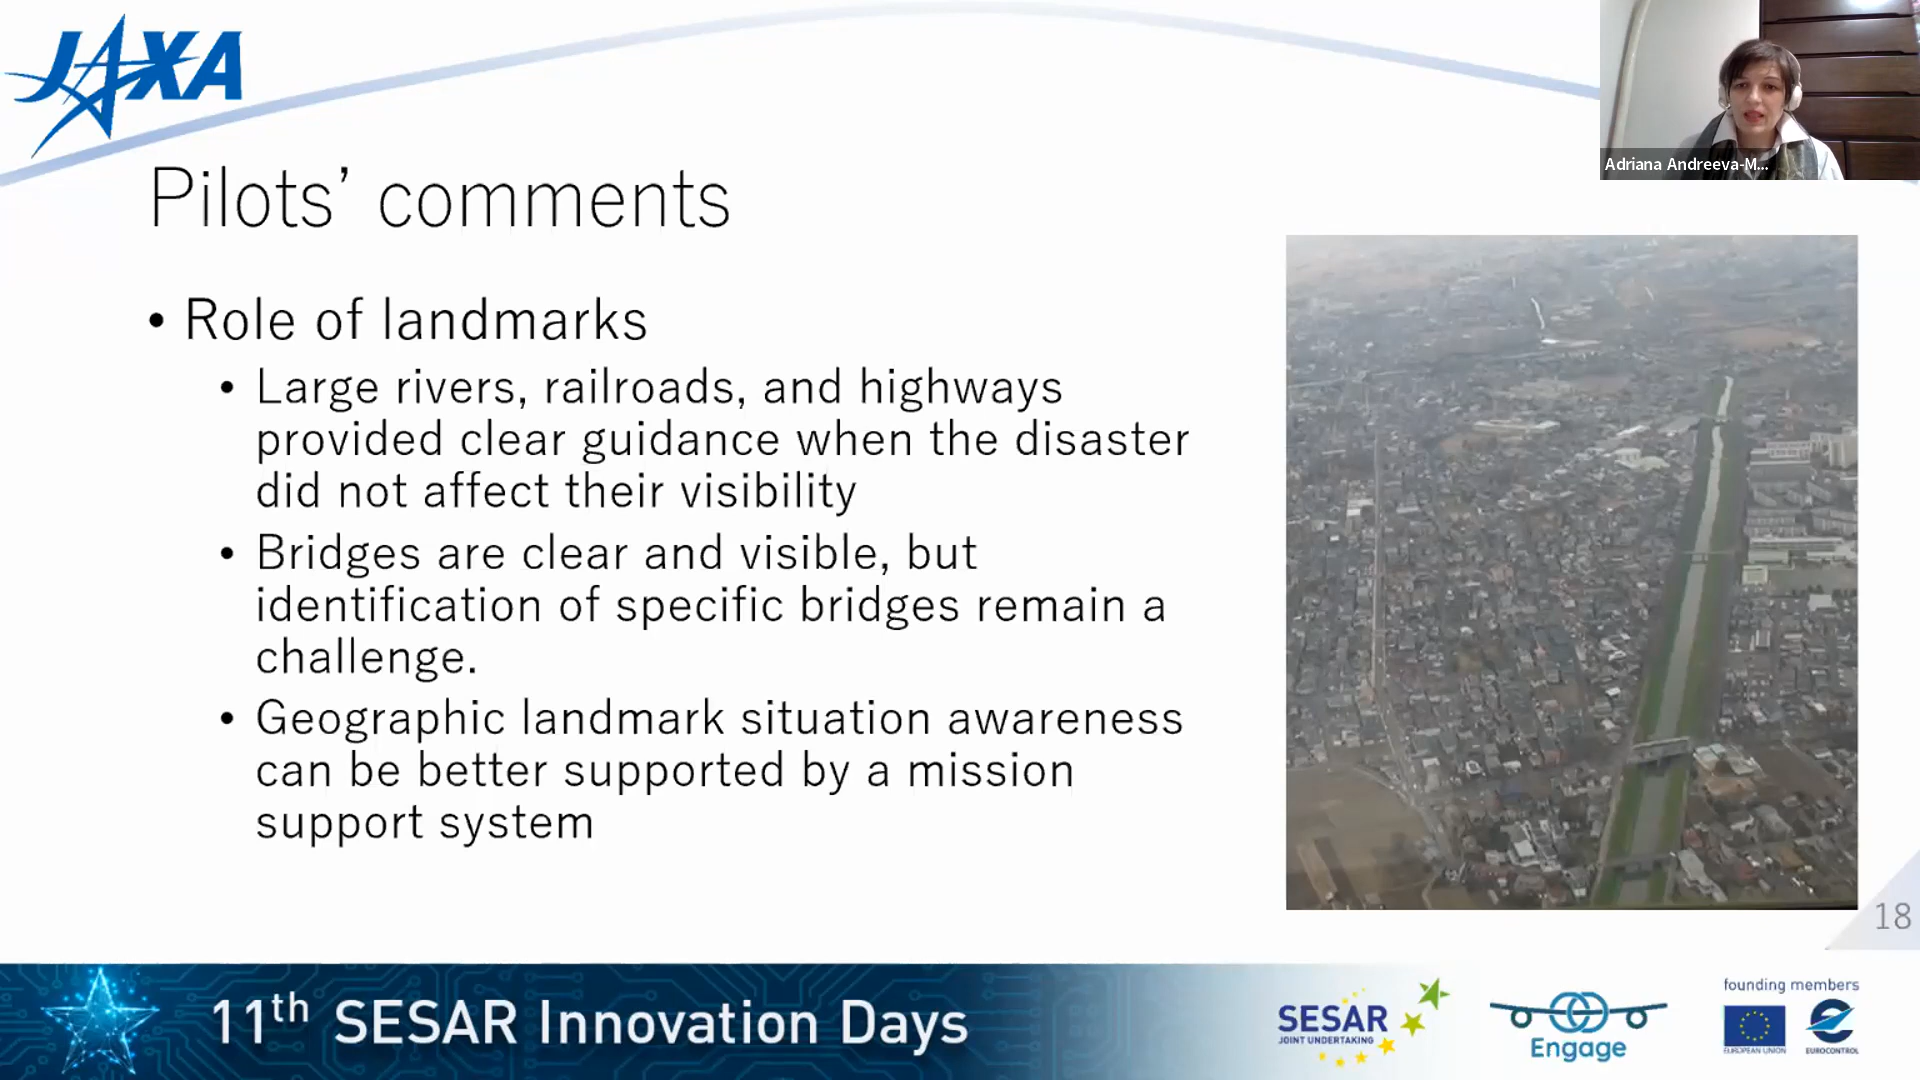 JAXA
Adriana Andreeva-M...
Pilots’ comments
• Role of landmarks
• Large rivers, railroads, and highways
provided clear guidance when the disaster
did not affect their visibility
• Bridges are clear and visible, but
identification of specific bridges remain a
challenge.
• Geographic landmark situation awareness
can be better supported by a mission
support system
18
11th SESAR Innovation Days
SESAR
JOINT UNDERTAKING
Engage
founding members
EUROPEAN UNION
EUROCONTROL